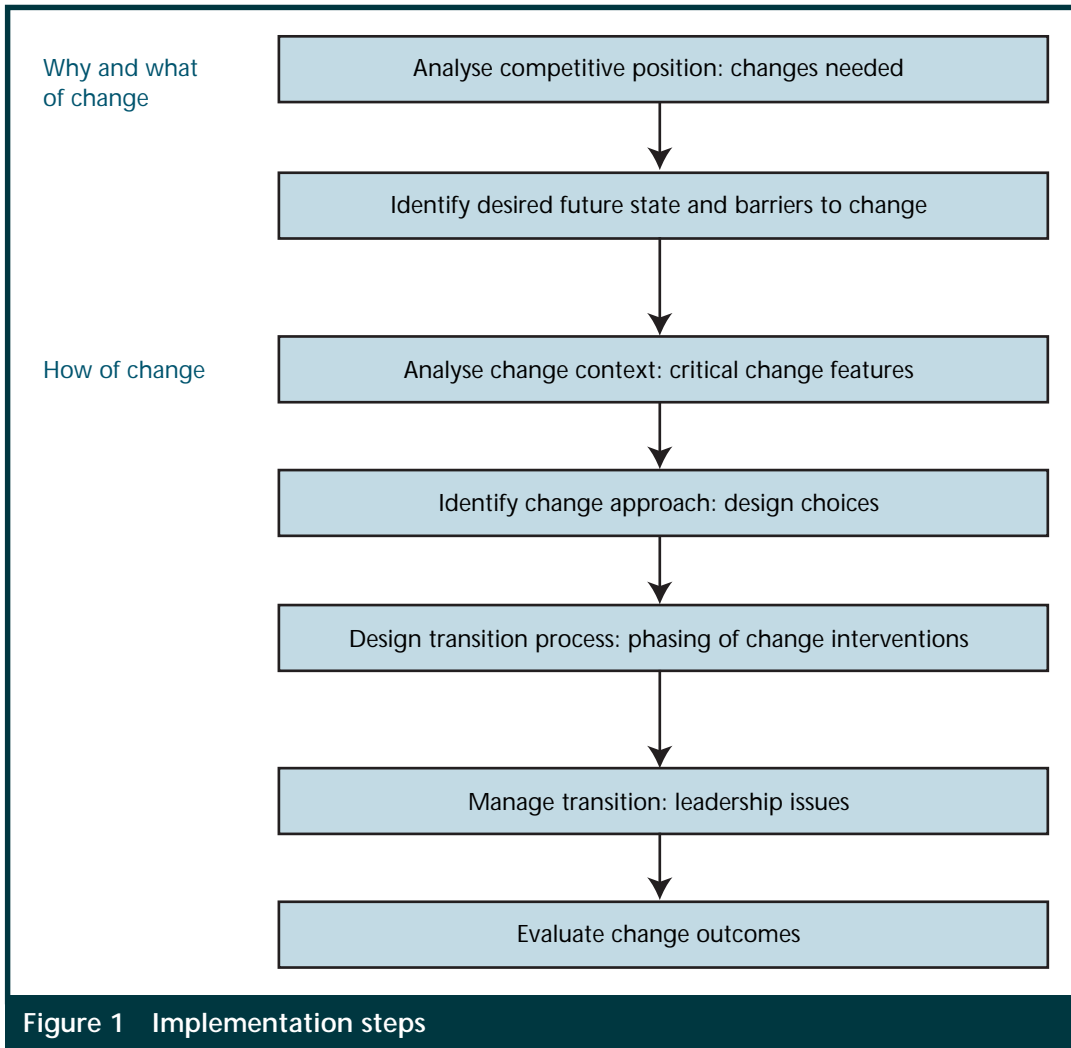 Why and what
of change
Analyse competitive position: changes needed
Identify desired future state and barriers to change
How of change
Analyse change context: critical change features
Identify change approach: design choices
Design transition process: phasing of change interventions
Manage transition: leadership issues
Evaluate change outcomes
Figure 1 Implementation steps